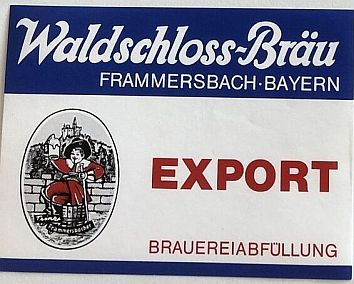 Waldschloss-Bräu
FRAMMERSBACH·BAYERN
EXPORT
BRAUEREIABFÜLLUNG